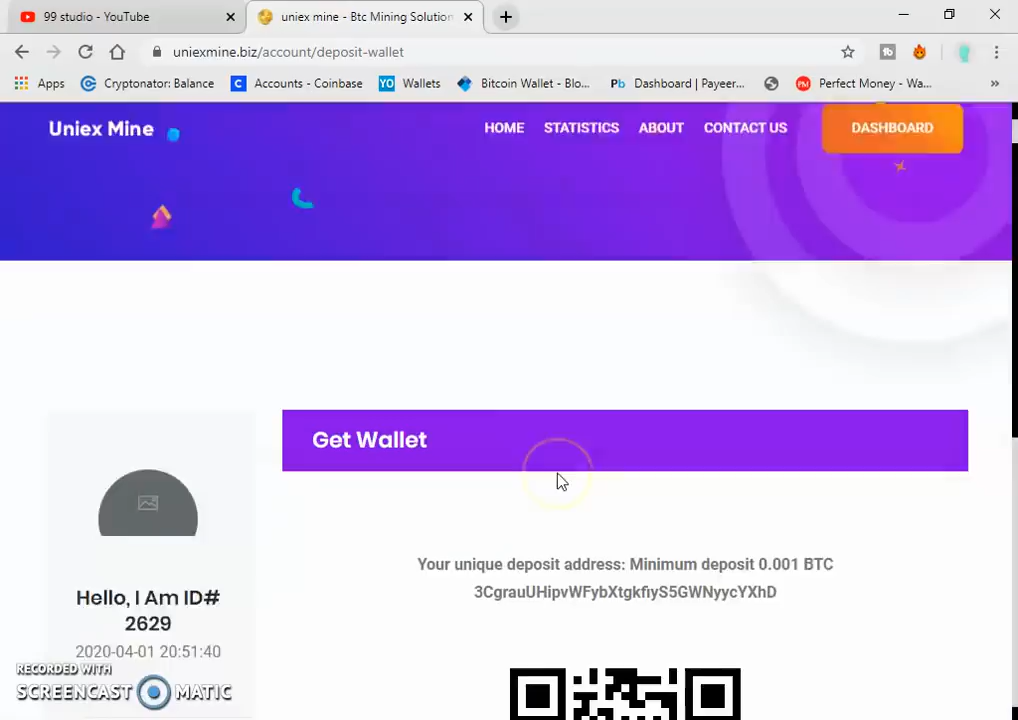 99 studio - YouTube
uniex mine - Btc Mining Solution
uniexmine.biz/account/deposit-wallet
Apps
Cryptonator: Balance
Accounts - Coinbase
YO Wallets
Bitcoin Wallet - Blo...
Pb Dashboard | Payeer...
PM Perfect Money - Wa...
Uniex Mine
HOME
STATISTICS
ABOUT
CONTACT US
DASHBOARD
Get Wallet
Your unique deposit address: Minimum deposit 0.001 BTC
3CgrauUHipvWFybXtgkfiyS5GWNyycYXhD
Hello, I Am ID#
2629
2020-04-01 20:51:40
RECORDED WITH
SCREENCAST MATIC